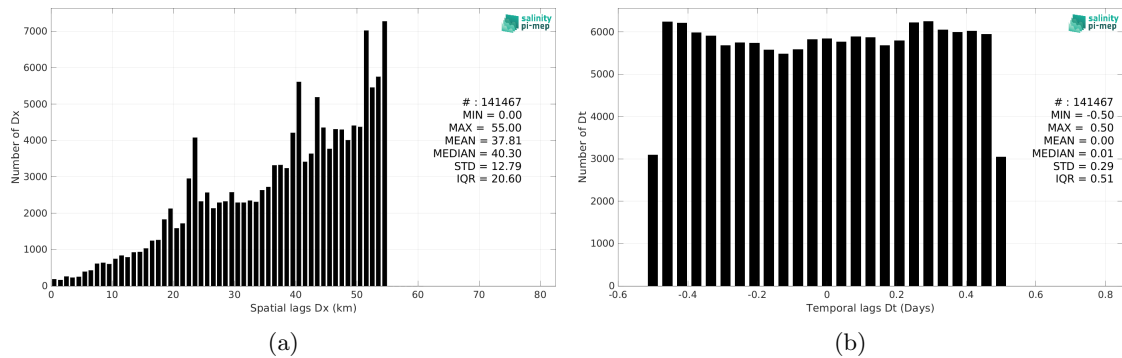 7000
6000
5000
4000
3000
2000
1000
0
Number of Dx
0 10 20 30 40 50 60 70 80
Spatial lags Dx (km)
salinity
pi-mep
# : 141467
MIN = 0.00
MAX = 55.00
MEAN = 37.81
MEDIAN = 40.30
STD = 12.79
IQR = 20.60
(a)
6000
5000
4000
3000
2000
1000
0
Number of Dt
-0.6 -0.4 -0.2 0 0.2 0.4 0.6 0.8
Temporal lags Dt (Days)
salinity
pi-mep
# : 141467
MIN = -0.50
MAX = 0.50
MEAN = 0.00
MEDIAN = 0.01
STD = 0.29
IQR = 0.51
(b)